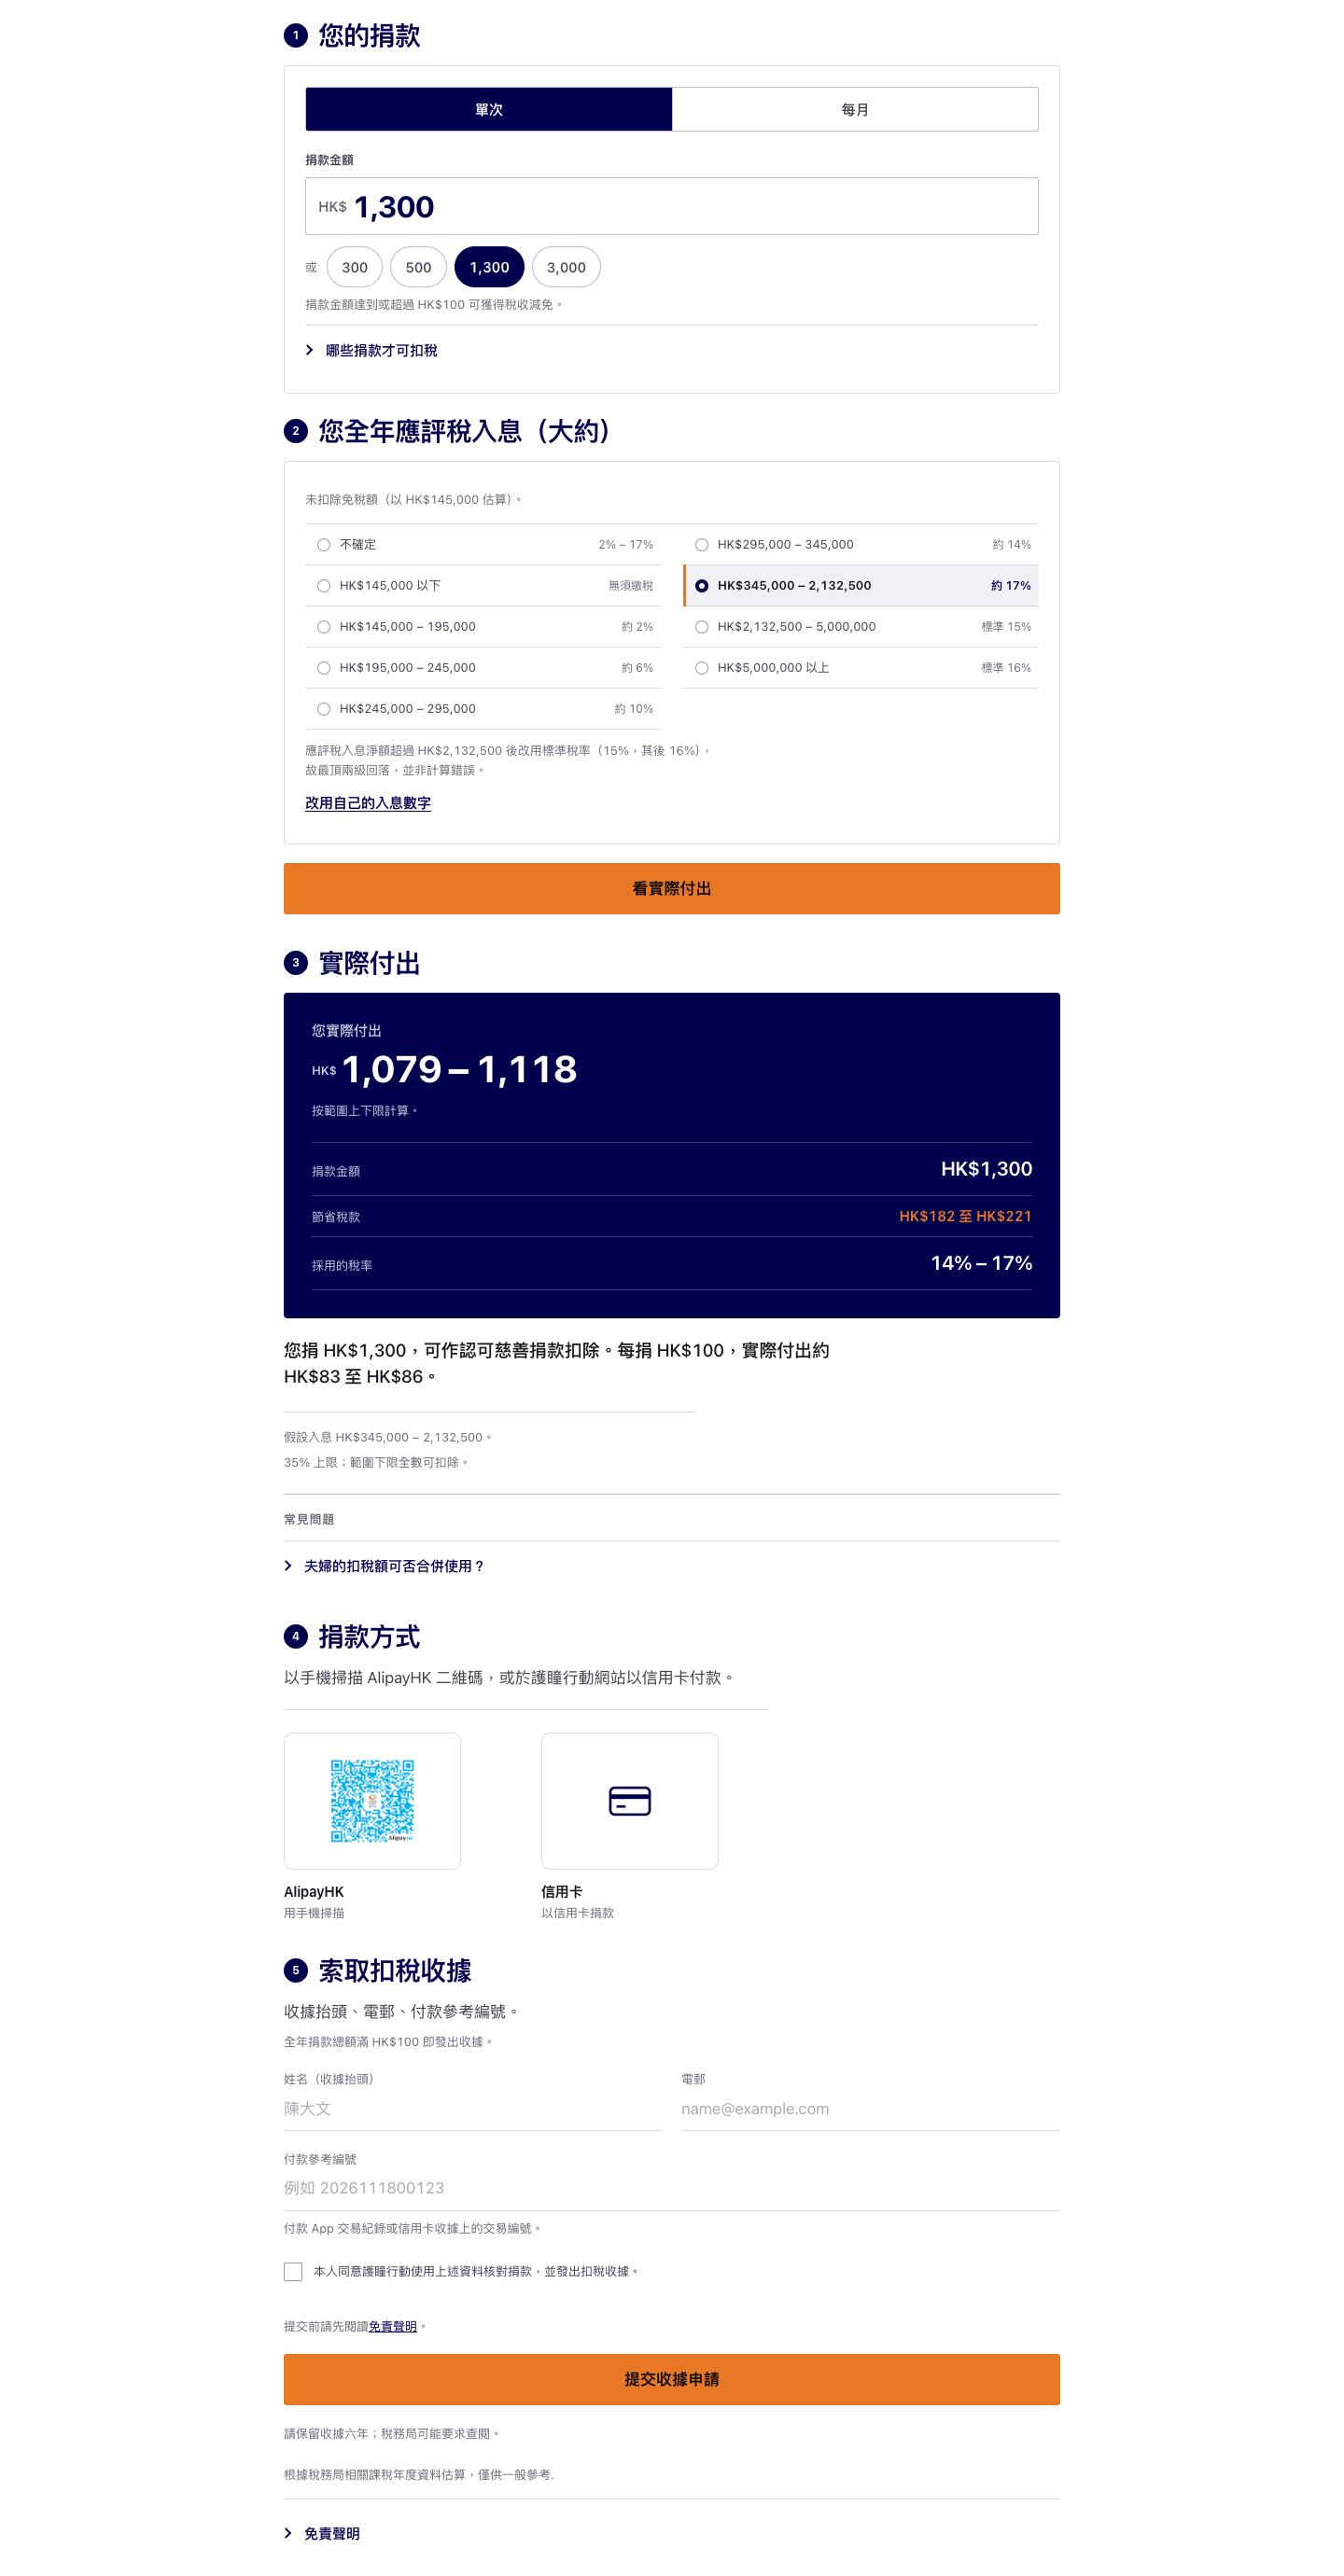 1 您的捐款
單次 每月
捐款金額
HK$ 1,300
或 300 500 1,300 3,000
捐款金額達到或超過 HK$100 可獲得稅收減免。
哪些捐款才可扣稅
2 您全年應評稅入息（大約）
未扣除免稅額（以 HK$145,000 估算）。
不確定 2% – 17%
HK$145,000 以下 無須繳稅
HK$145,000 – 195,000 約 2%
HK$195,000 – 245,000 約 6%
HK$245,000 – 295,000 約 10%
HK$295,000 – 345,000 約 14%
HK$345,000 – 2,132,500 約 17%
HK$2,132,500 – 5,000,000 標準 15%
HK$5,000,000 以上 標準 16%
應評稅入息淨額超過 HK$2,132,500 後改用標準稅率（15%，其後 16%），
故最頂兩級回落，並非計算錯誤。
改用自己的入息數字
看實際付出
3 實際付出
您實際付出
HK$ 1,079 – 1,118
按範圍上下限計算。
捐款金額 HK$1,300
節省稅款 HK$182 至 HK$221
採用的稅率 14% – 17%
您捐 HK$1,300，可作認可慈善捐款扣除。每捐 HK$100，實際付出約
HK$83 至 HK$86。
假設入息 HK$345,000 – 2,132,500。
35% 上限；範圍下限全數可扣除。
常見問題
夫婦的扣稅額可否合併使用？
4 捐款方式
以手機掃描 AlipayHK 二維碼，或於護瞳行動網站以信用卡付款。
AlipayHK
AlipayHK
用手機掃描
信用卡
以信用卡捐款
5 索取扣稅收據
收據抬頭、電郵、付款參考編號。
全年捐款總額滿 HK$100 即發出收據。
姓名（收據抬頭） 電郵
陳大文 name@example.com
付款參考編號
例如 2026111800123
付款 App 交易紀錄或信用卡收據上的交易編號。
本人同意護瞳行動使用上述資料核對捐款，並發出扣稅收據。
提交前請先閱讀免責聲明。
提交收據申請
請保留收據六年；稅務局可能要求查閱。
根據稅務局相關課稅年度資料估算，僅供一般參考.
免責聲明